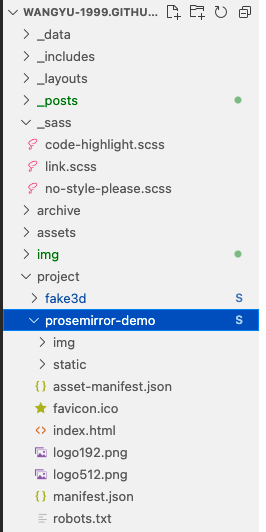 WANGYU-1999.GITHU...
_data
_includes
_layouts
_posts
_sass
code-highlight.scss
link.scss
no-style-please.scss
archive
assets
img
project
fake3d S
prosemirror-demo S
img
static
asset-manifest.json
favicon.ico
index.html
logo192.png
logo512.png
manifest.json
robots.txt